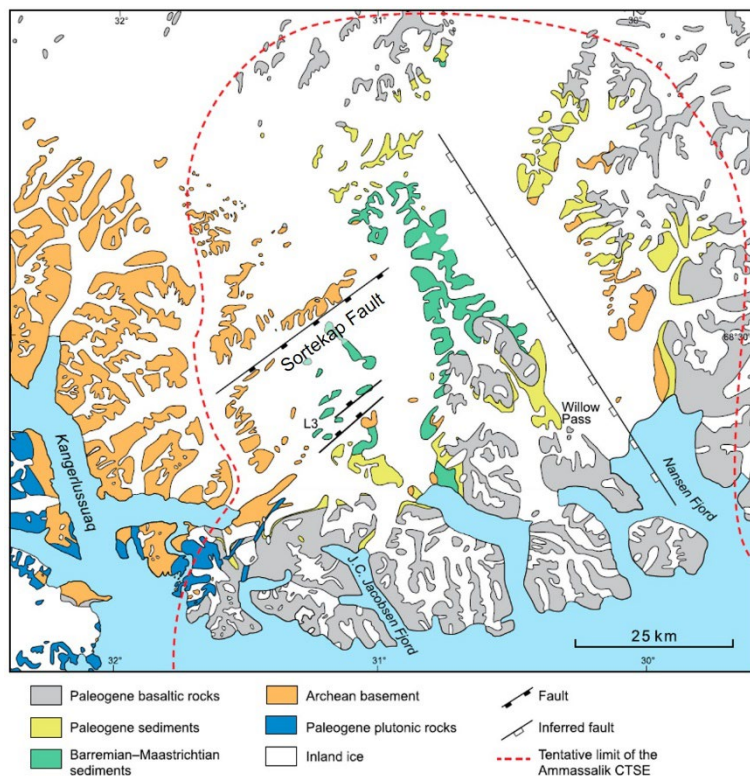 32°
31°
30°
Sortekap Fault
68°30'
L3
Willow
Pass
Kangerlussuaq
Nansen Fjord
J.C. Jacobsen Fjord
25 km
32°
31°
30°
Paleogene basaltic rocks
Paleogene sediments
Barremian–Maastrichtian
sediments
Archean basement
Paleogene plutonic rocks
Inland ice
Fault
Inferred fault
Tentative limit of the
Ammassalik CTSE